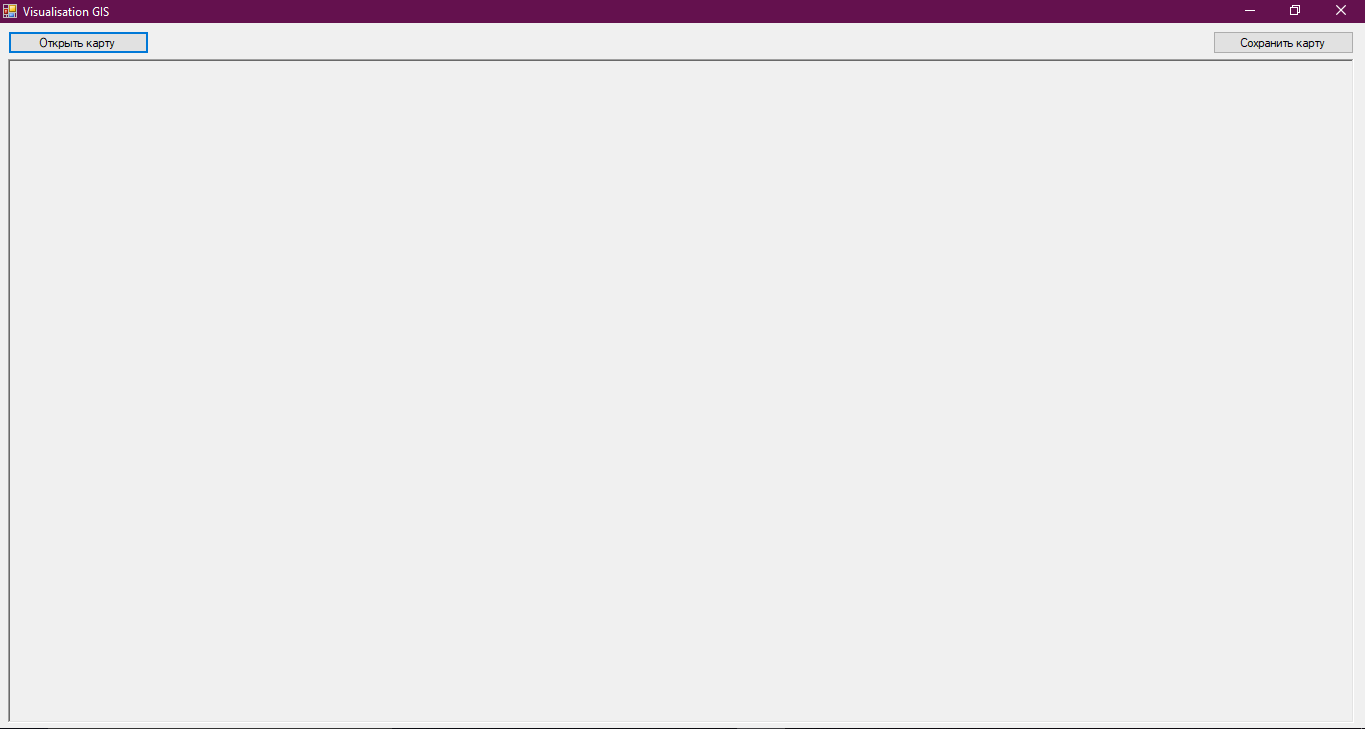 Visualisation GIS
Открыть карту
Сохранить карту